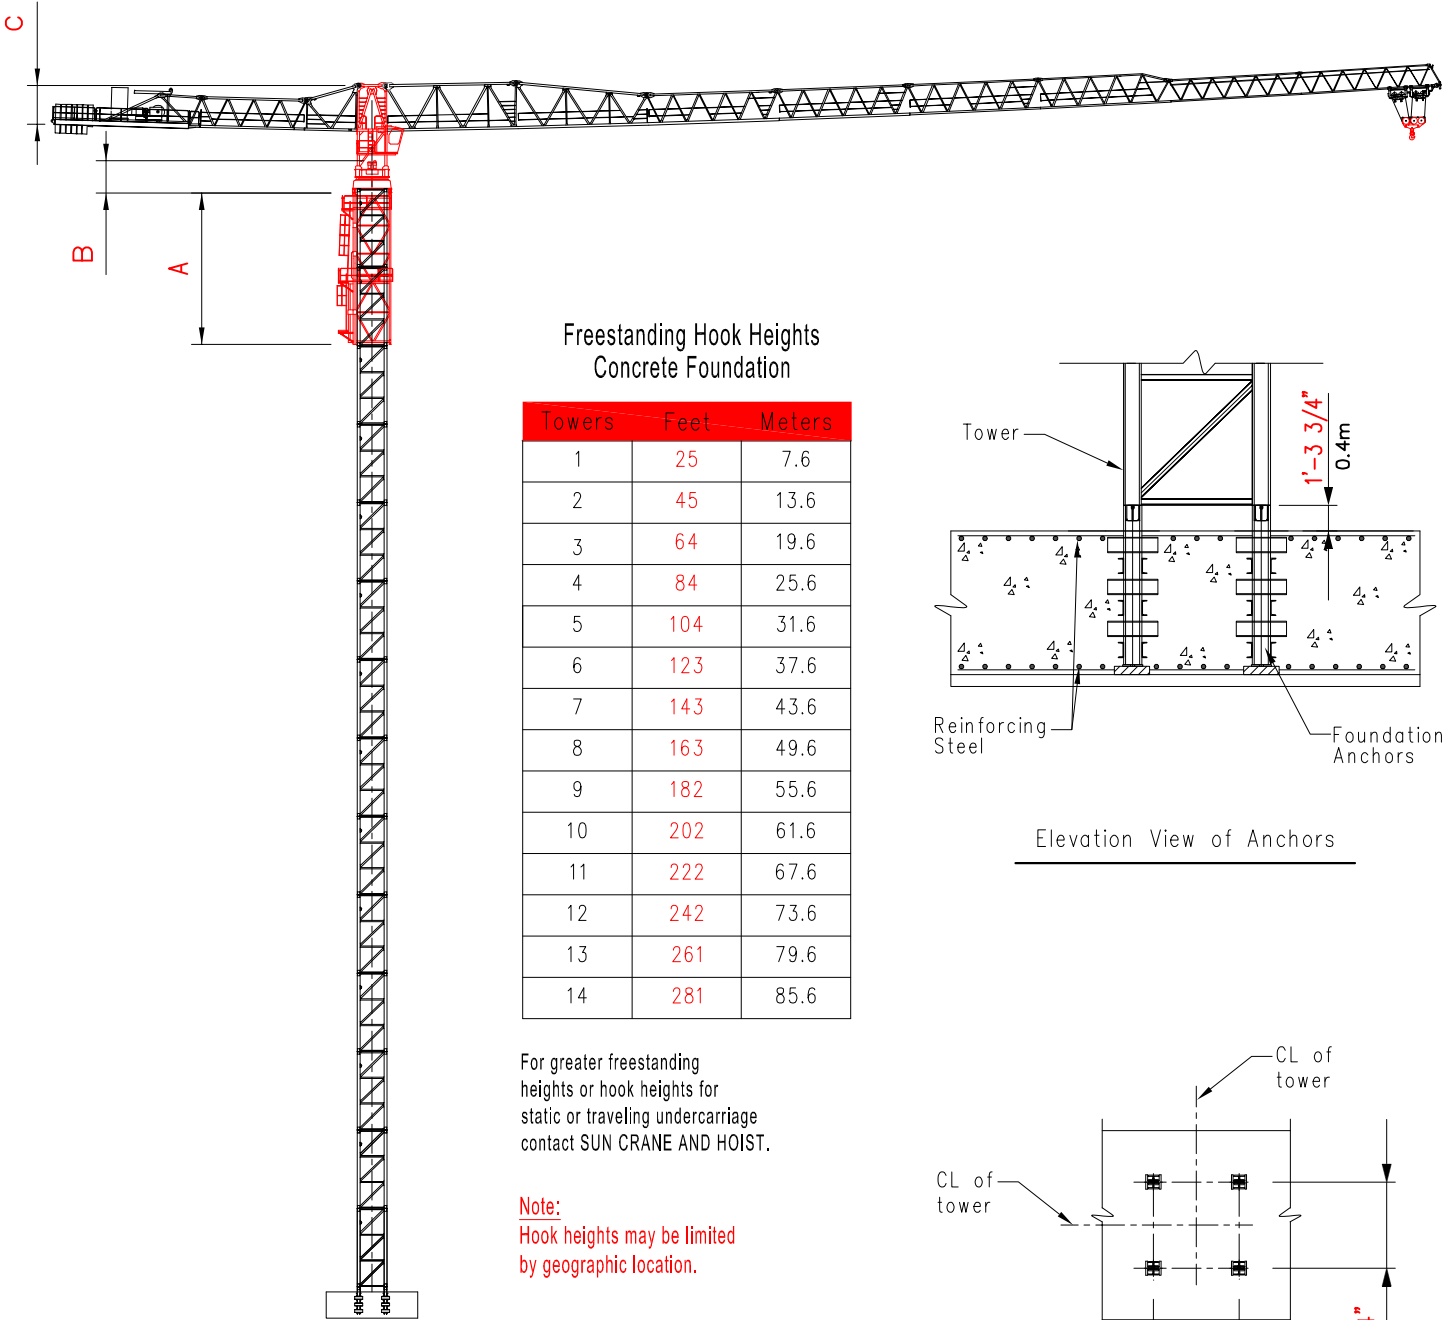 C
B
A
Freestanding Hook Heights
Concrete Foundation
Towers Feet Meters
1 25 7.6
2 45 13.6
3 64 19.6
4 84 25.6
5 104 31.6
6 123 37.6
7 143 43.6
8 163 49.6
9 182 55.6
10 202 61.6
11 222 67.6
12 242 73.6
13 261 79.6
14 281 85.6
For greater freestanding
heights or hook heights for
static or traveling undercarriage
contact SUN CRANE AND HOIST.
Note:
Hook heights may be limited
by geographic location.
Tower
1'-3 3/4"
0.4m
Reinforcing
Steel
Foundation
Anchors
Elevation View of Anchors
CL of
tower
CL of
tower